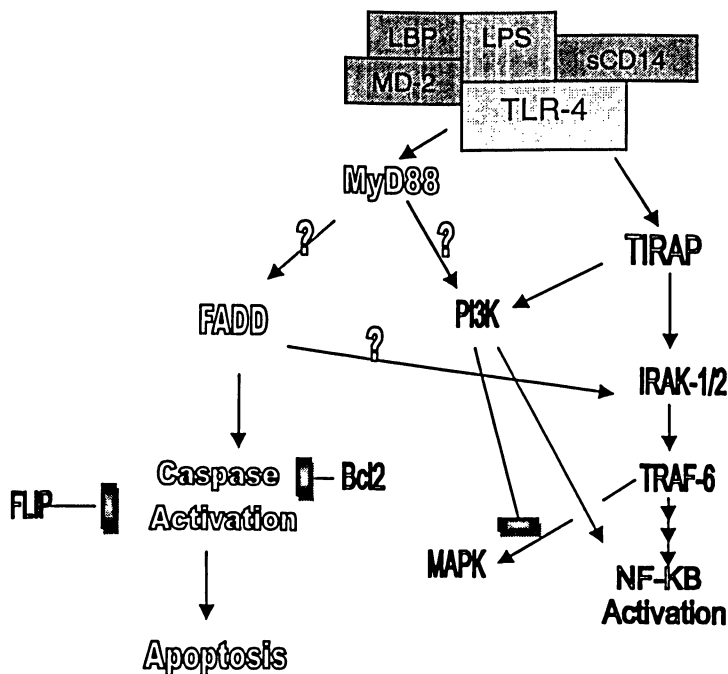 LBP
LPS
sCD14
MD-2
TLR-4
MyD88
?
?
TIRAP
FADD
PI3K
?
IRAK-1/2
Caspase
Activation
Bcl2
FLIP
TRAF-6
MAPK
NF-KB
Activation
Apoptosis